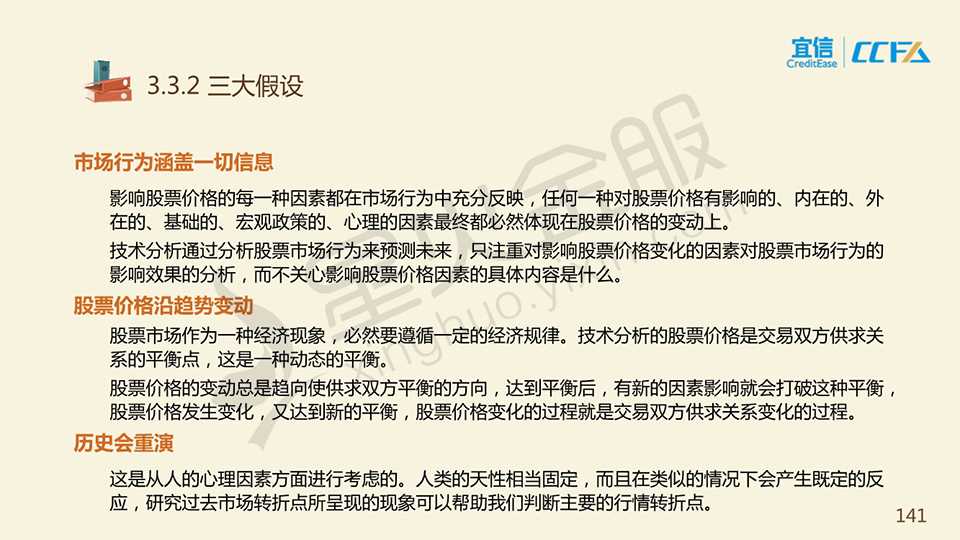 宜信
CreditEase
CCFA
3.3.2 三大假设
市场行为涵盖一切信息
影响股票价格的每一种因素都在市场行为中充分反映，任何一种对股票价格有影响的、内在的、外
在的、基础的、宏观政策的、心理的因素最终都必然体现在股票价格的变动上。
技术分析通过分析股票市场行为来预测未来，只注重对影响股票价格变化的因素对股票市场行为的
影响效果的分析，而不关心影响股票价格因素的具体内容是什么。
股票价格沿趋势变动
股票市场作为一种经济现象，必然要遵循一定的经济规律。技术分析的股票价格是交易双方供求关
系的平衡点，这是一种动态的平衡。
股票价格的变动总是趋向使供求双方平衡的方向，达到平衡后，有新的因素影响就会打破这种平衡，
股票价格发生变化，又达到新的平衡，股票价格变化的过程就是交易双方供求关系变化的过程。
历史会重演
这是从人的心理因素方面进行考虑的。人类的天性相当固定，而且在类似的情况下会产生既定的反
应，研究过去市场转折点所呈现的现象可以帮助我们判断主要的行情转折点。
141
星火金服